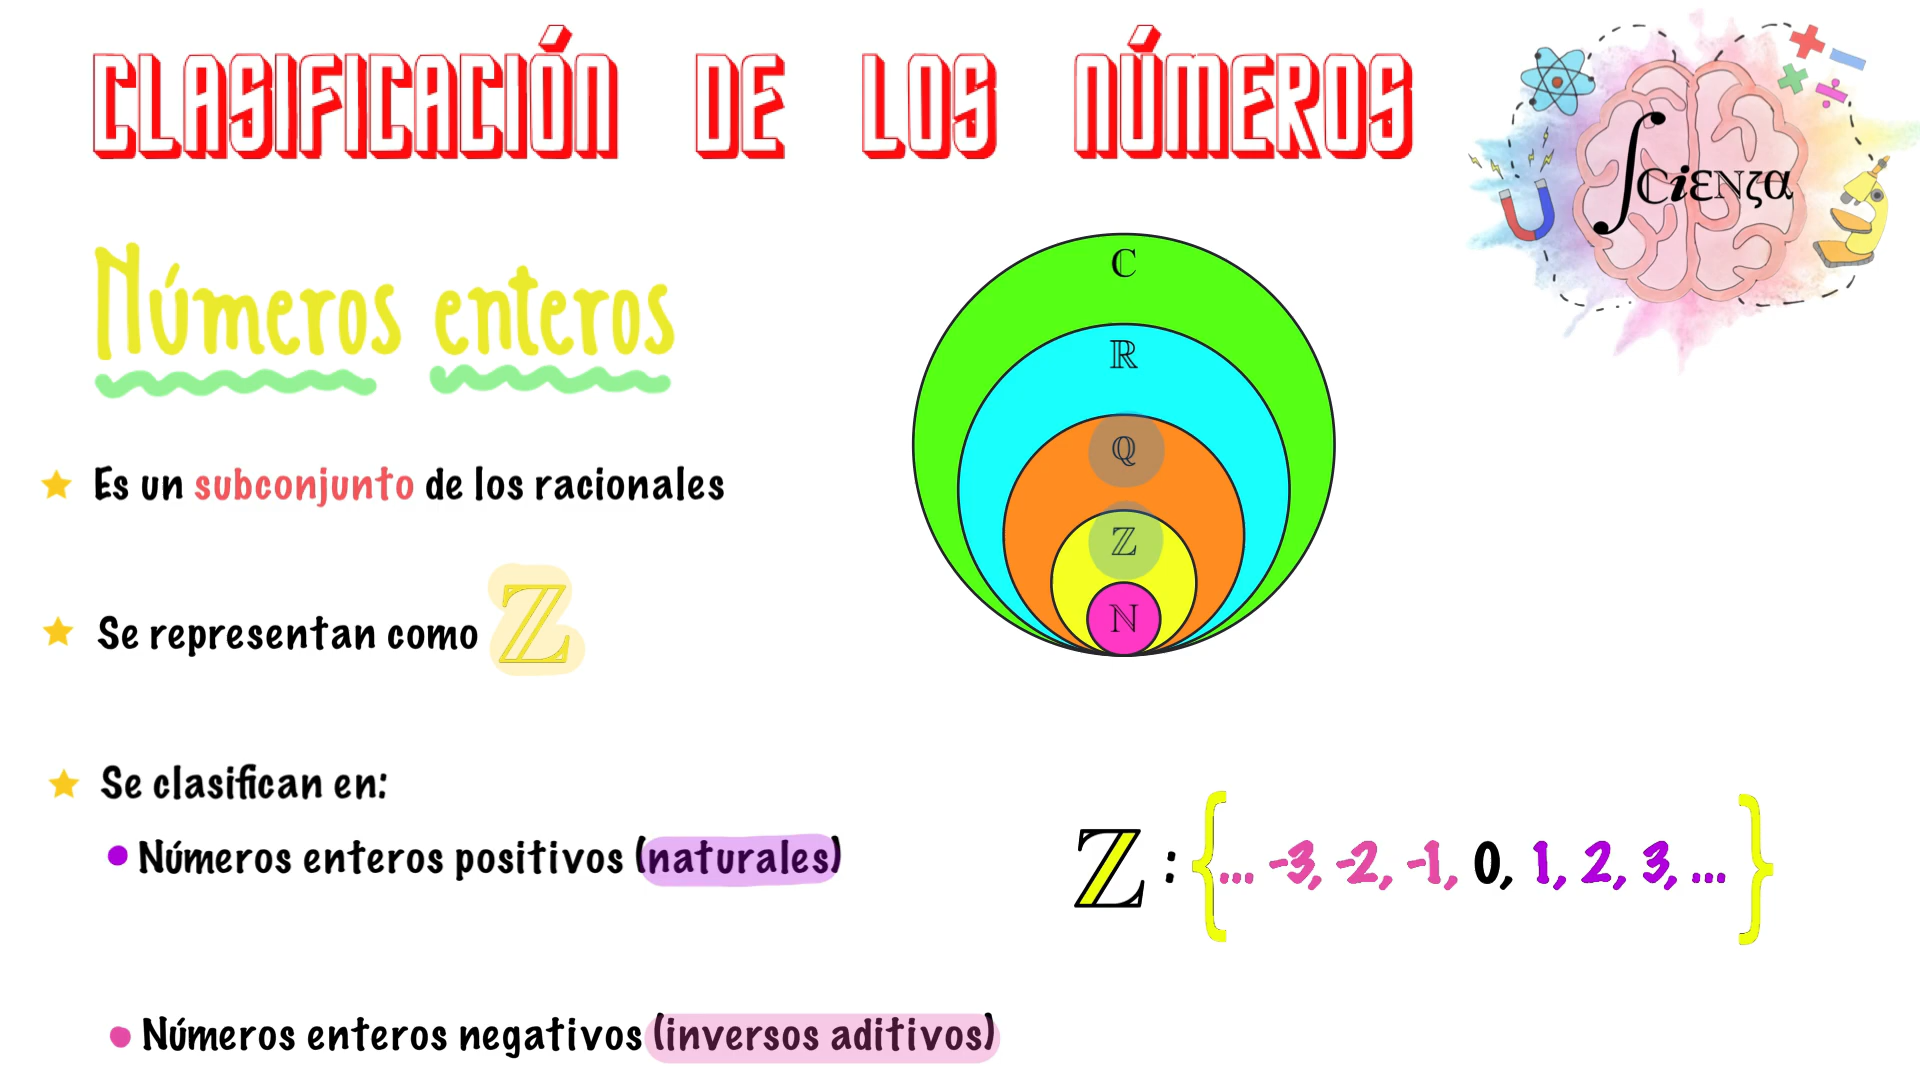 CLASIFICACIÓN DE LOS NÚMEROS
∫CiENζα
Números enteros
Es un subconjunto de los racionales
Se representan como ℤ
Se clasifican en:
Números enteros positivos (naturales)
Números enteros negativos (inversos aditivos)
ℂ
ℝ
ℚ
ℤ
ℕ
ℤ : {... -3, -2, -1, 0, 1, 2, 3, ...}